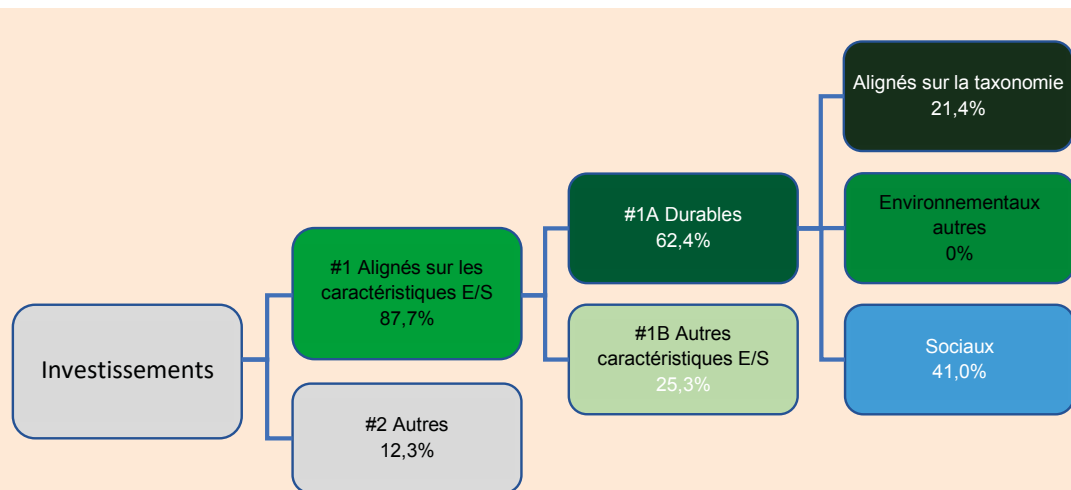 Investissements
#1 Alignés sur les
caractéristiques E/S
87,7%
#2 Autres
12,3%
#1A Durables
62,4%
#1B Autres
caractéristiques E/S
25,3%
Alignés sur la taxonomie
21,4%
Environnementaux
autres
0%
Sociaux
41,0%